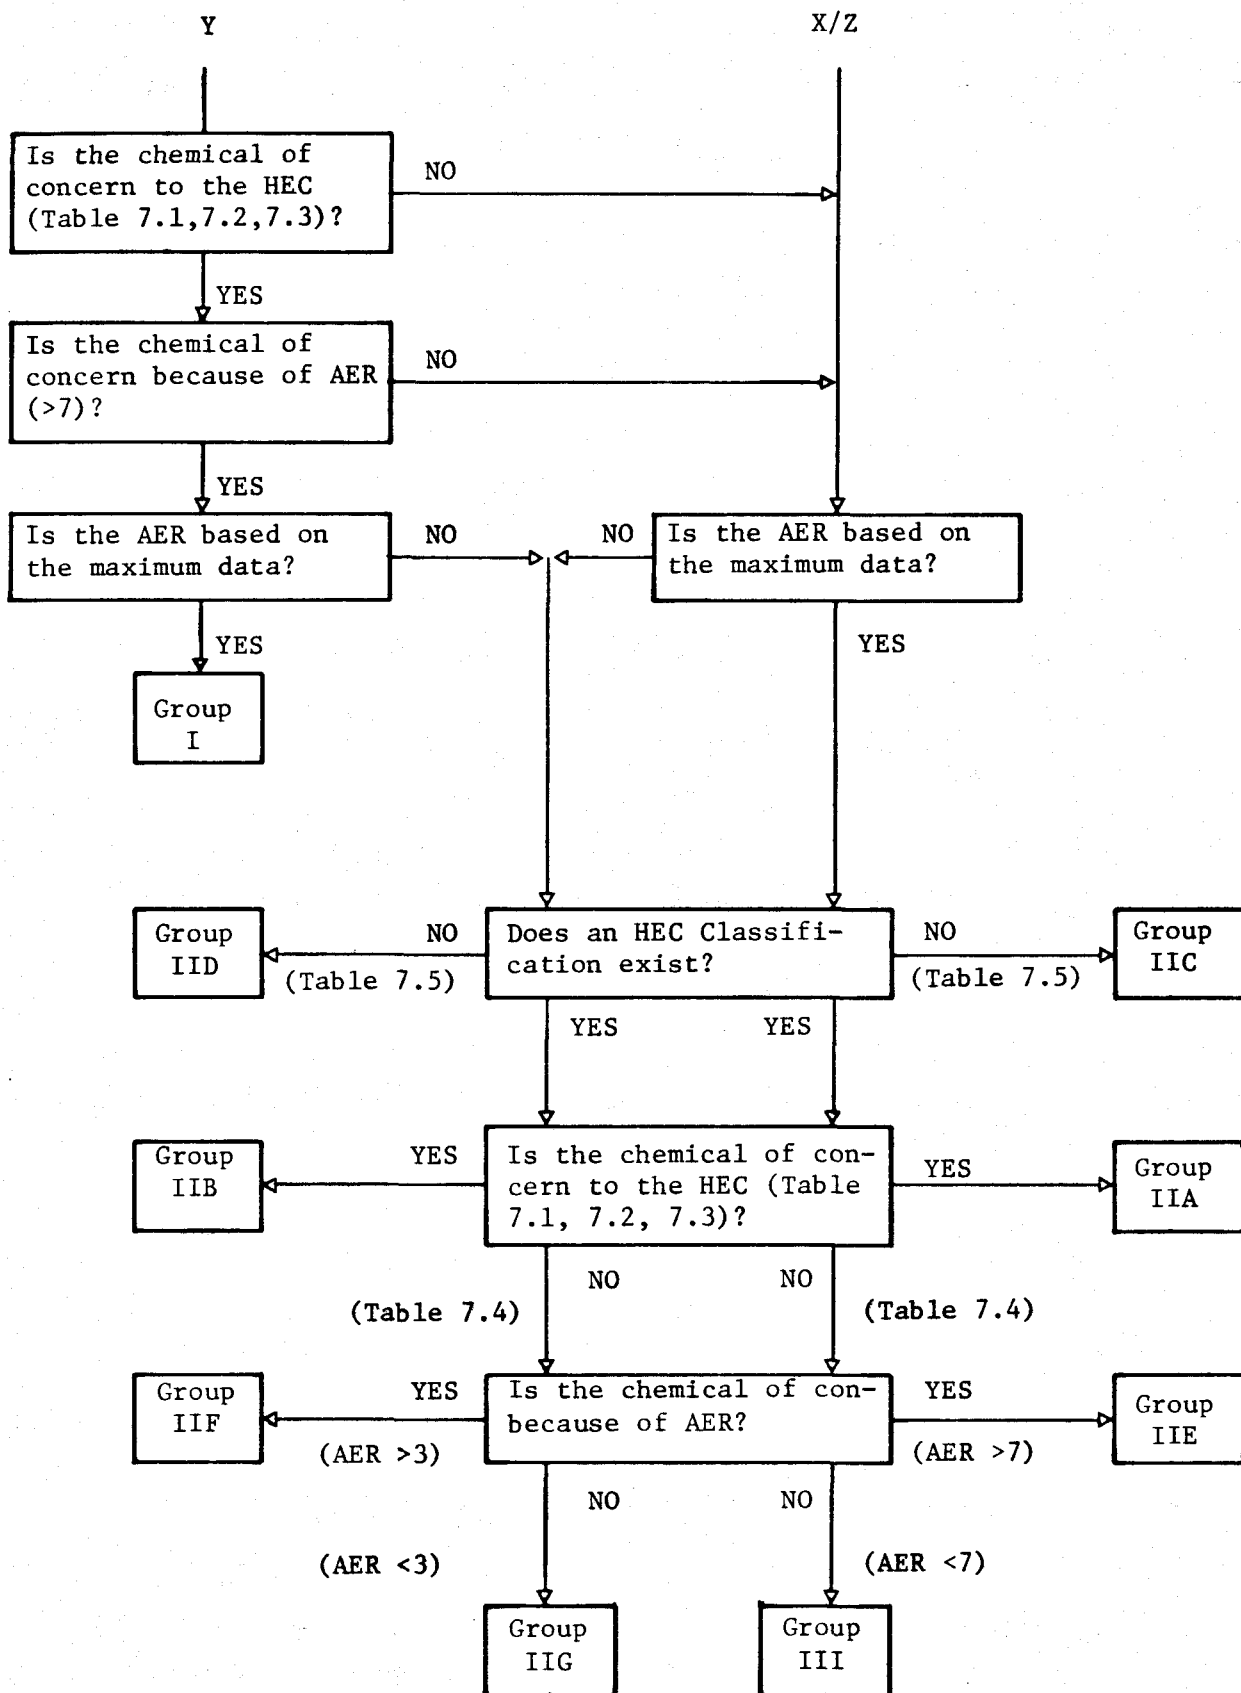 Y
X/Z
Is the chemical of
concern to the HEC
(Table 7.1,7.2,7.3)?
NO
YES
Is the chemical of
concern because of AER
(>7)?
NO
YES
Is the AER based on
the maximum data?
NO
NO
Is the AER based on
the maximum data?
YES
YES
Group
I
Group
IID
NO
(Table 7.5)
Does an HEC Classifi-
cation exist?
NO
(Table 7.5)
Group
IIC
YES
YES
Group
IIB
YES
Is the chemical of con-
cern to the HEC (Table
7.1, 7.2, 7.3)?
YES
Group
IIA
NO
NO
(Table 7.4)
(Table 7.4)
Group
IIF
YES
(AER >3)
Is the chemical of con-
because of AER?
YES
(AER >7)
Group
IIE
NO
NO
(AER <3)
(AER <7)
Group
IIG
Group
III